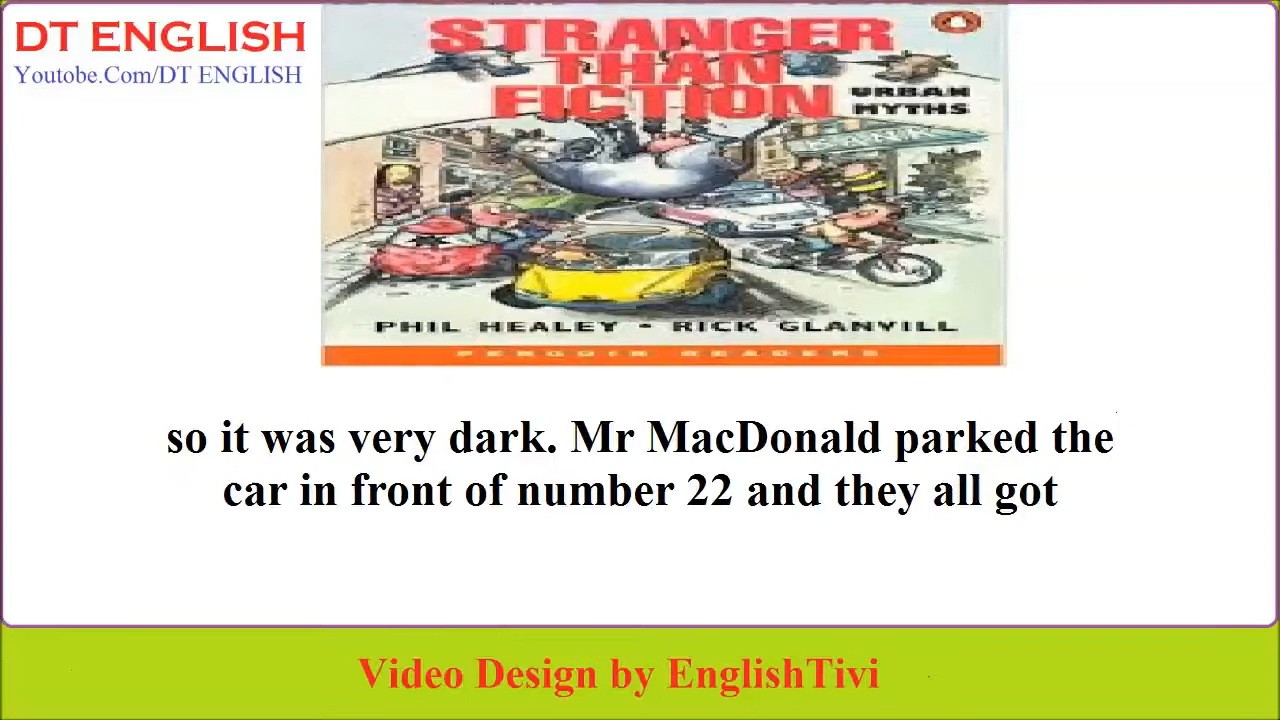 DT ENGLISH
Youtobe.Com/DT ENGLISH
STRANGER
THAN
FICTION
URBAN
MYTHS
PHIL HEALEY • RICK GLANVILL
PENGUIN READERS
so it was very dark. Mr MacDonald parked the
car in front of number 22 and they all got
Video Design by EnglishTivi